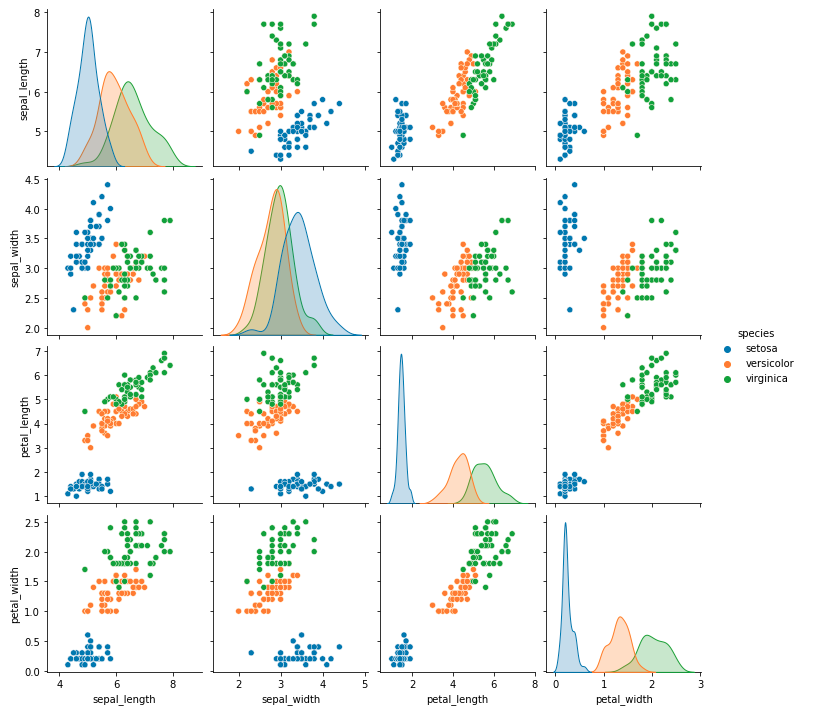 8
7
6
5
sepal_length
4.5
4.0
3.5
3.0
2.5
2.0
sepal_width
species
setosa
versicolor
virginica
7
6
5
4
3
2
1
petal_length
2.5
2.0
1.5
1.0
0.5
0.0
petal_width
4 6 8
sepal_length
2 3 4 5
sepal_width
2 4 6 8
petal_length
0 1 2 3
petal_width